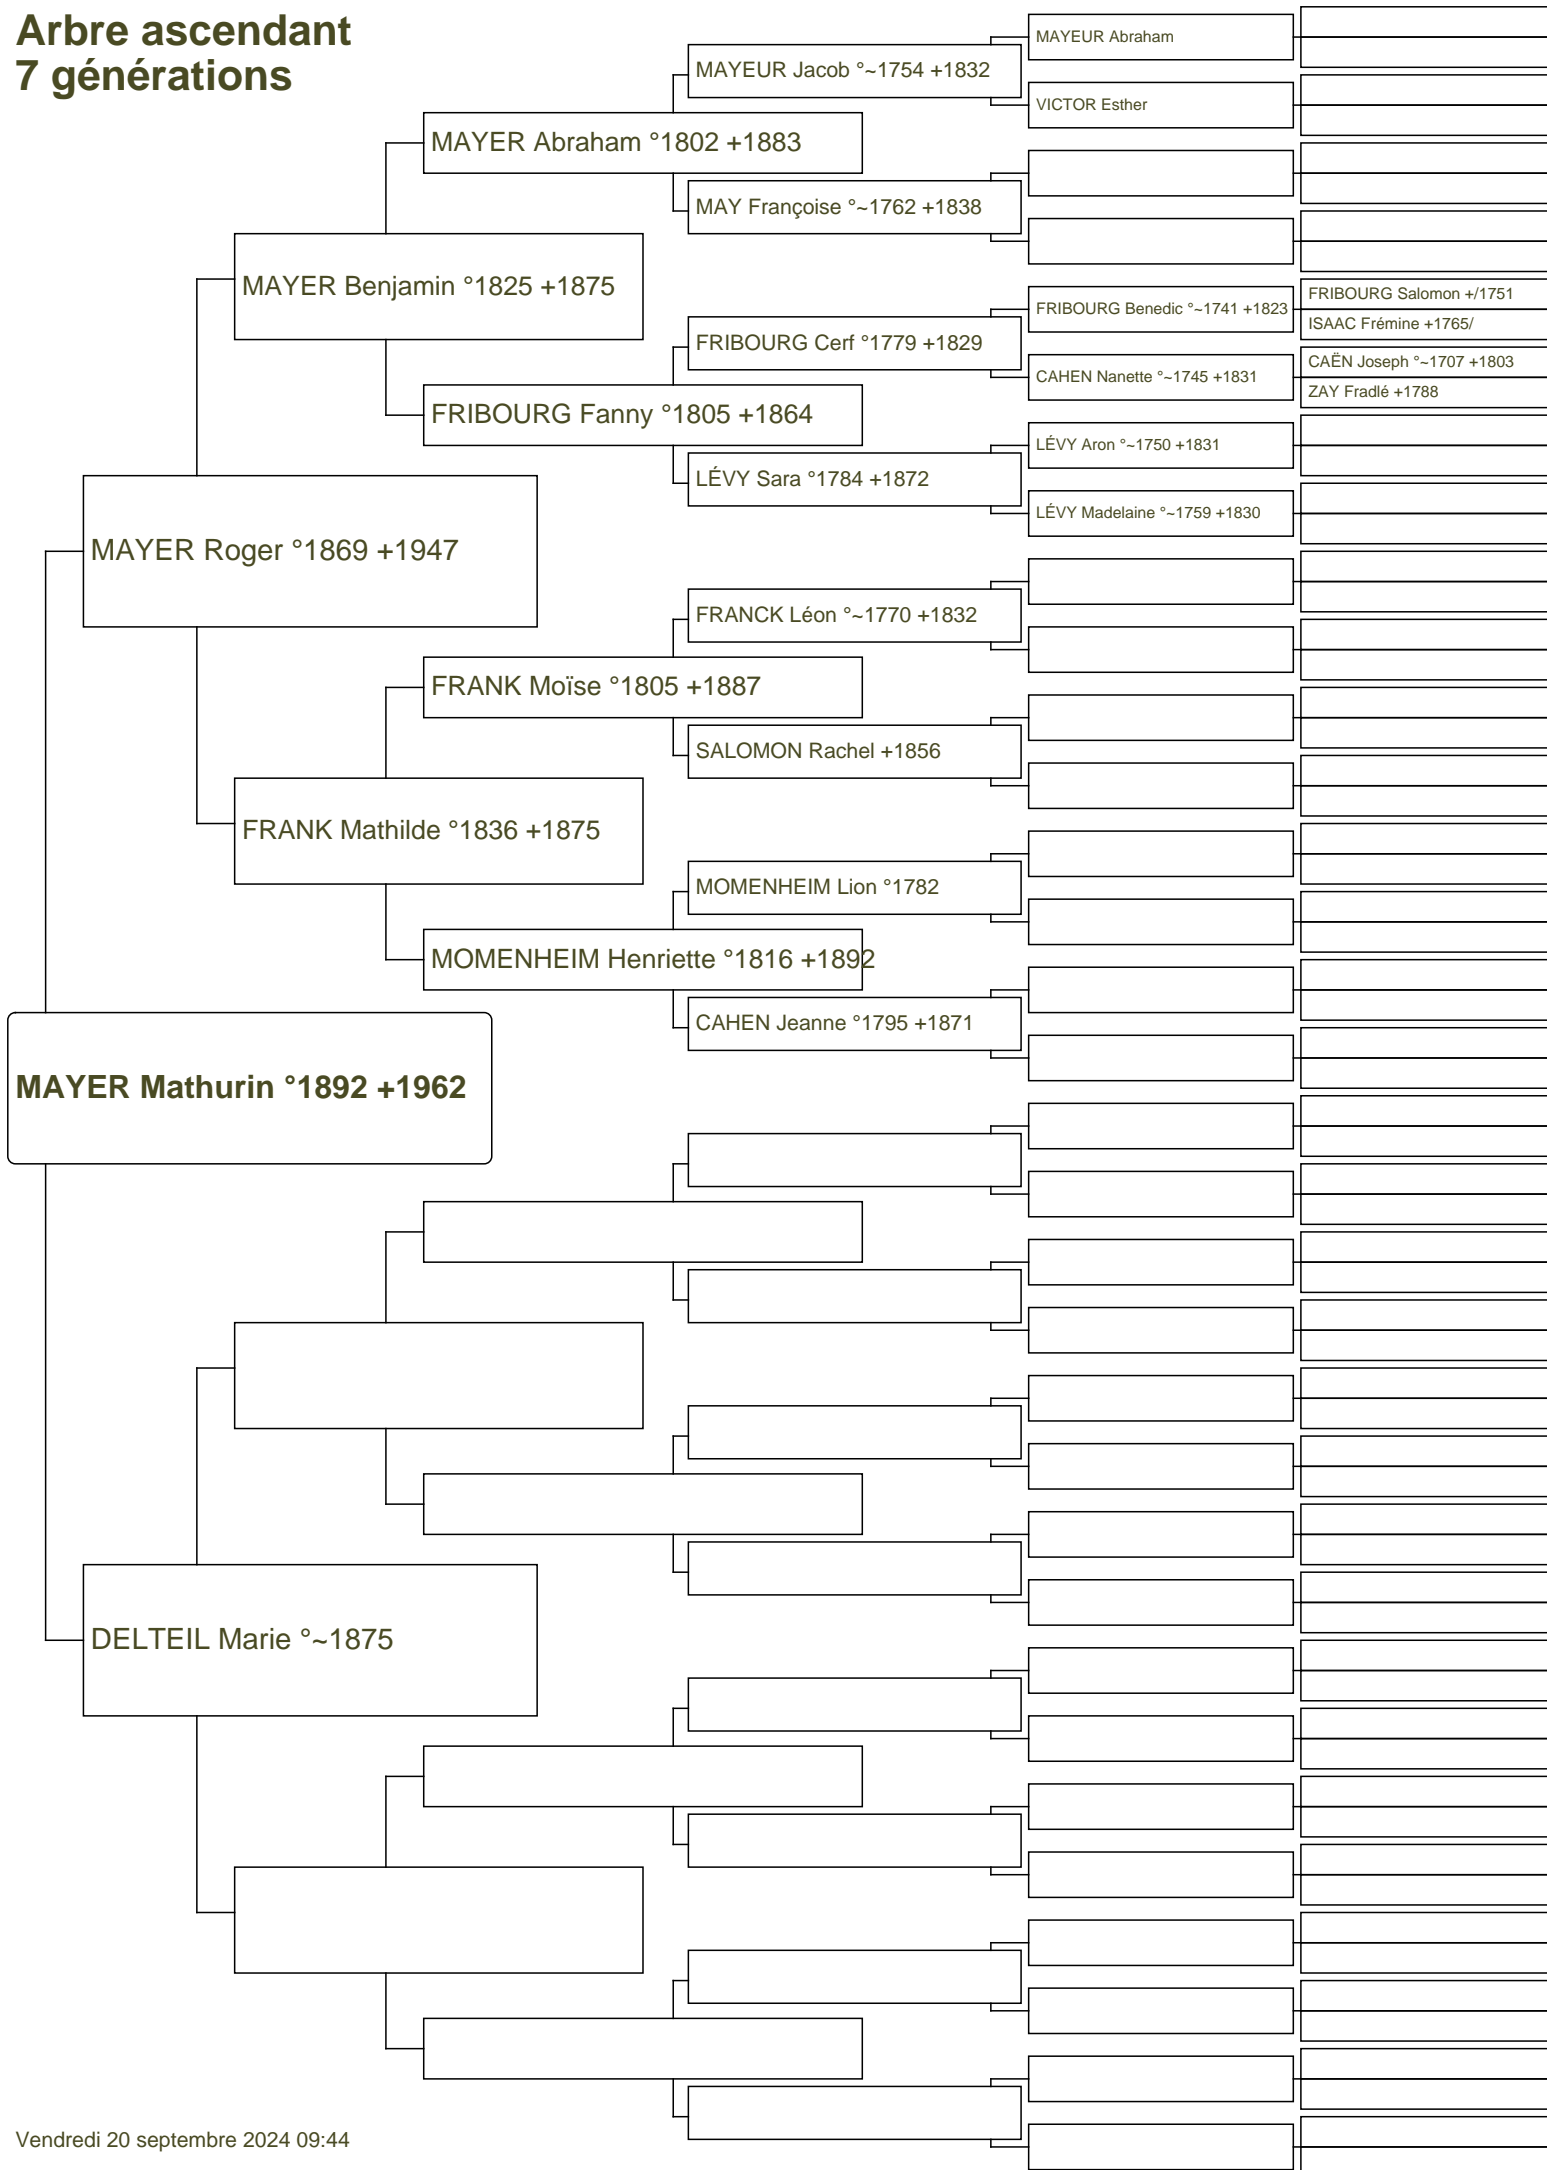 Arbre ascendant
7 générations
MAYEUR Abraham
MAYEUR Jacob °~1754 +1832
VICTOR Esther
MAYER Abraham °1802 +1883
MAY Françoise °~1762 +1838
MAYER Benjamin °1825 +1875
FRIBOURG Salomon +/1751
FRIBOURG Benedic °~1741 +1823
ISAAC Frémine +1765/
FRIBOURG Cerf °1779 +1829
CAËN Joseph °~1707 +1803
CAHEN Nanette °~1745 +1831
ZAY Fradlé +1788
FRIBOURG Fanny °1805 +1864
LÉVY Aron °~1750 +1831
LÉVY Sara °1784 +1872
LÉVY Madelaine °~1759 +1830
MAYER Roger °1869 +1947
FRANCK Léon °~1770 +1832
FRANK Moïse °1805 +1887
SALOMON Rachel +1856
FRANK Mathilde °1836 +1875
MOMENHEIM Lion °1782
MOMENHEIM Henriette °1816 +1892
CAHEN Jeanne °1795 +1871
MAYER Mathurin °1892 +1962
DELTEIL Marie °~1875
Vendredi 20 septembre 2024 09:44